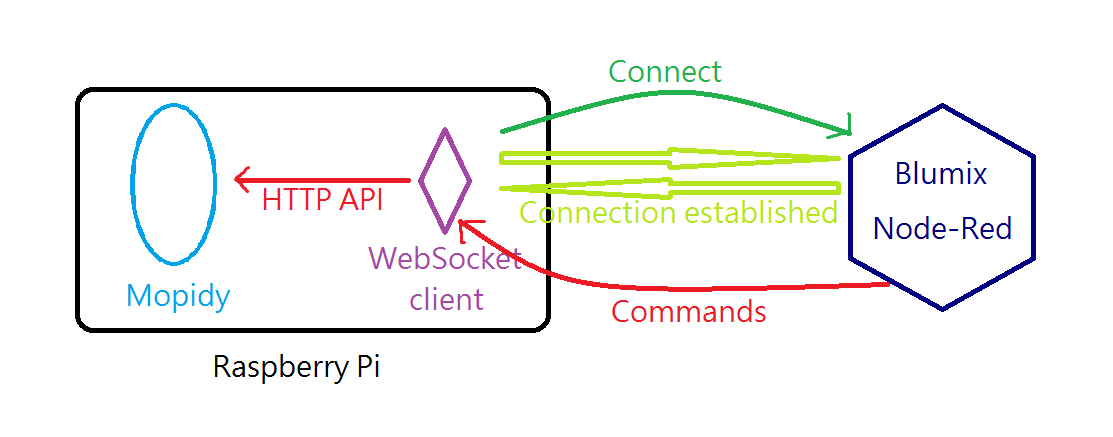 Connect
Blumix
Node-Red
HTTP API
Connection established
WebSocket
client
Mopidy
Commands
Raspberry Pi